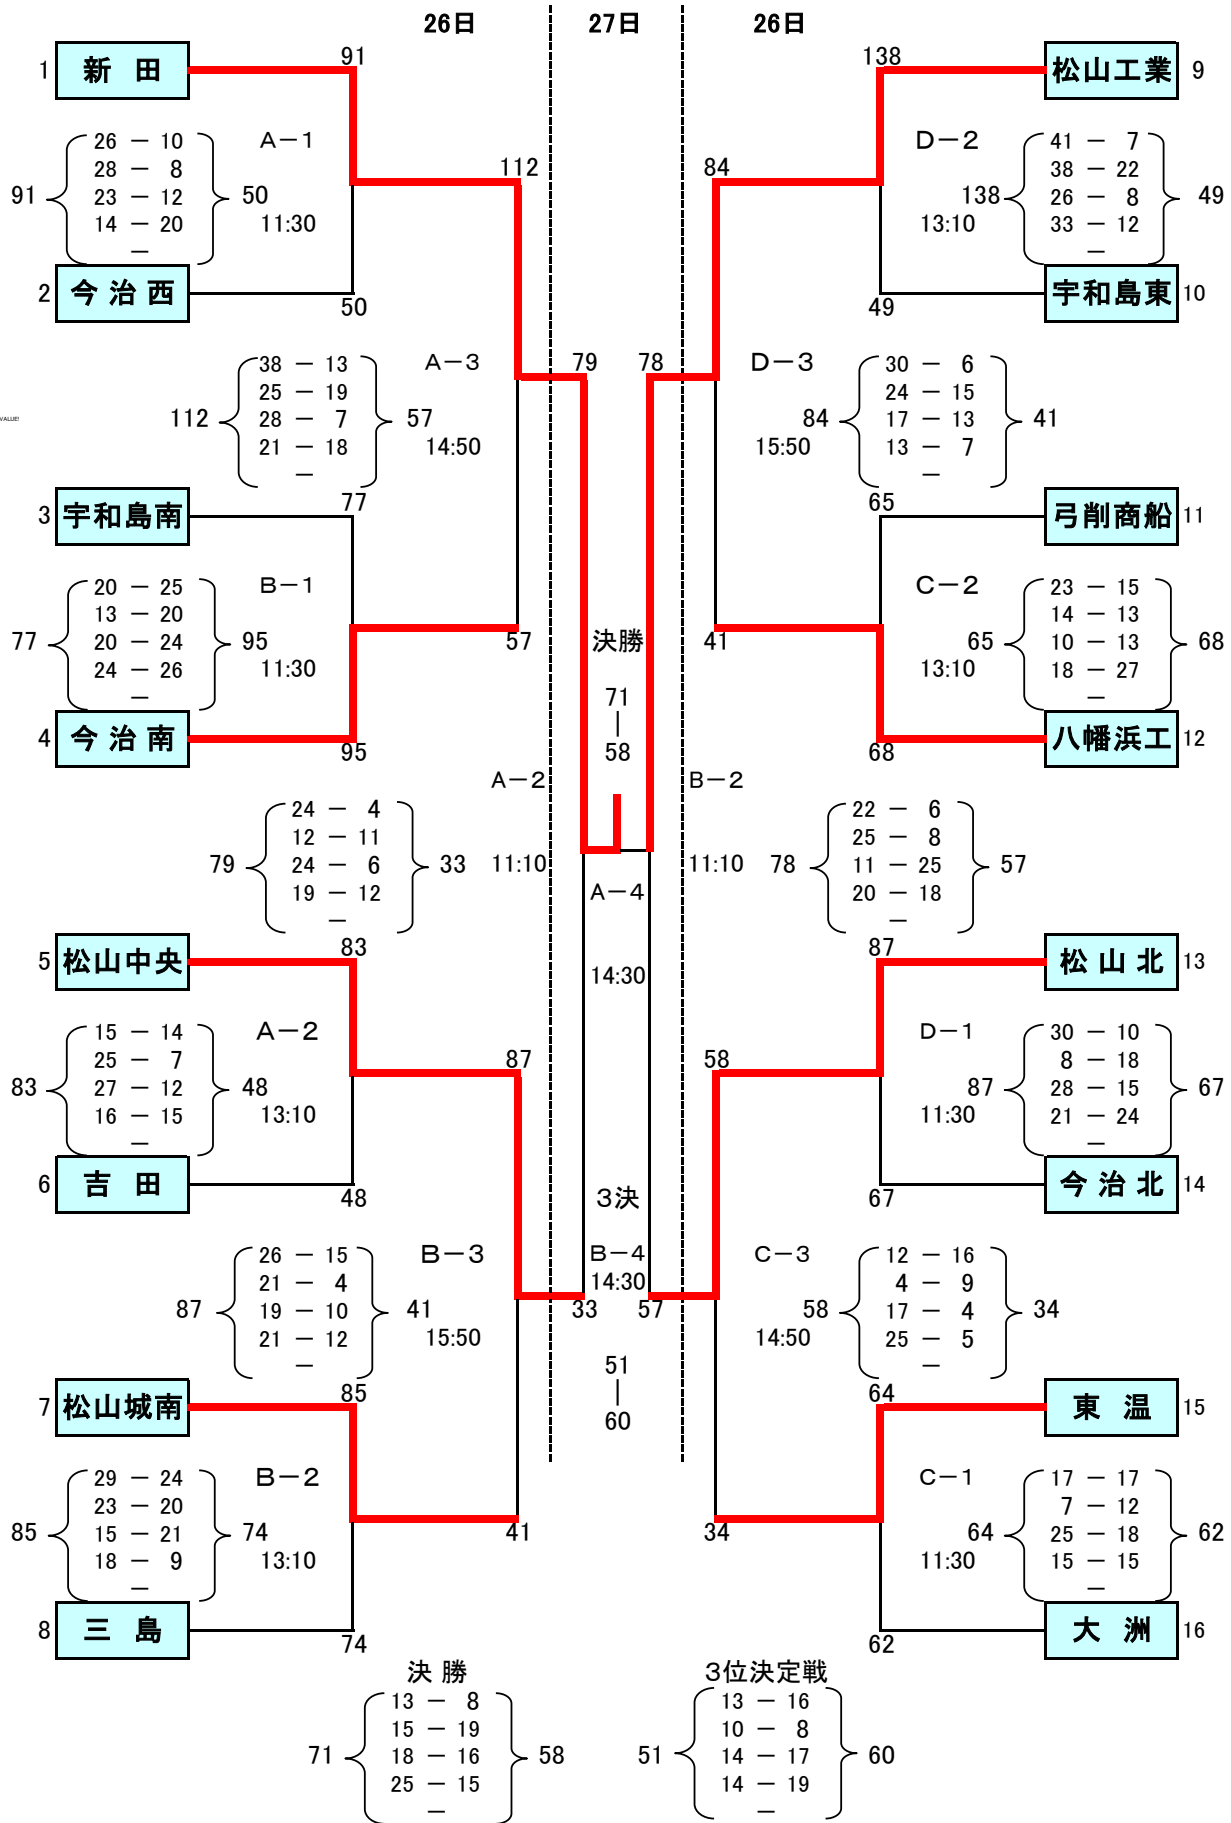 26日 27日 26日
91 138
1 新 田 松山工業 9
26 － 10 A－1 D－2 41 － 7
28 － 8 112 84 38 － 22
91 23 － 12 50 138 26 － 8 49
14 － 20 11:30 13:10 33 － 12
－ －
2 今 治 西 宇和島東 10
50 49
38 － 13 A－3 79 78 D－3 30 － 6
25 － 19 24 － 15
112 28 － 7 57 84 17 － 13 41
21 － 18 14:50 15:50 13 － 7
－ －
#VALUE!
77 65
3 宇和島南 弓削商船 11
20 － 25 B－1 C－2 23 － 15
13 － 20 14 － 13
77 20 － 24 95 57 決勝 41 65 10 － 13 68
24 － 26 11:30 13:10 18 － 27
－ －
71
｜
58
4 今 治 南 八幡浜工 12
95 68
A－2 B－2
24 － 4 22 － 6
12 － 11 25 － 8
79 24 － 6 33 11:10 11:10 78 11 － 25 57
19 － 12 A－4 20 － 18
－ －
83 87
5 松山中央 松 山 北 13
14:30
15 － 14 A－2 D－1 30 － 10
25 － 7 87 58 8 － 18
83 27 － 12 48 87 28 － 15 67
16 － 15 13:10 11:30 21 － 24
－ －
6 吉 田 今 治 北 14
48 3決 67
26 － 15 B－3 B－4 C－3 12 － 16
21 － 4 14:30 4 － 9
87 19 － 10 41 33 57 58 17 － 4 34
21 － 12 15:50 14:50 25 － 5
－ －
51
｜
60
85 64
7 松山城南 東 温 15
29 － 24 B－2 C－1 17 － 17
23 － 20 7 － 12
85 15 － 21 74 41 34 64 25 － 18 62
18 － 9 13:10 11:30 15 － 15
－ －
8 三 島 大 洲 16
74 62
決 勝 3位決定戦
13 － 8 13 － 16
15 － 19 10 － 8
71 18 － 16 58 51 14 － 17 60
25 － 15 14 － 19
－ －